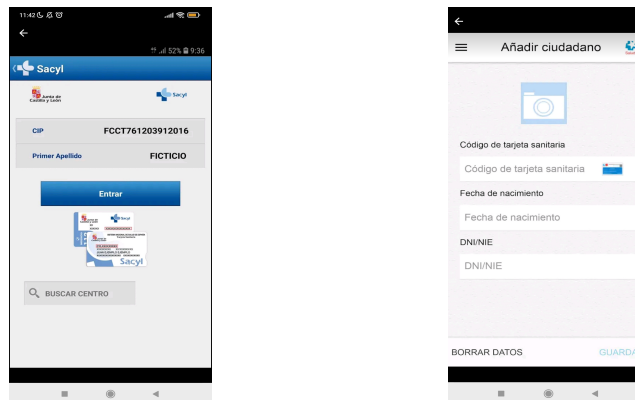 11:42
52% 9:36
Sacyl
Junta de
Castilla y León
Sacyl
CIP FCCT761203912016
Primer Apellido FICTICIO
Entrar
Sacyl
Sacyl
BUSCAR CENTRO
Añadir ciudadano
Código de tarjeta sanitaria
Código de tarjeta sanitaria
Fecha de nacimiento
Fecha de nacimiento
DNI/NIE
DNI/NIE
BORRAR DATOS GUARDA